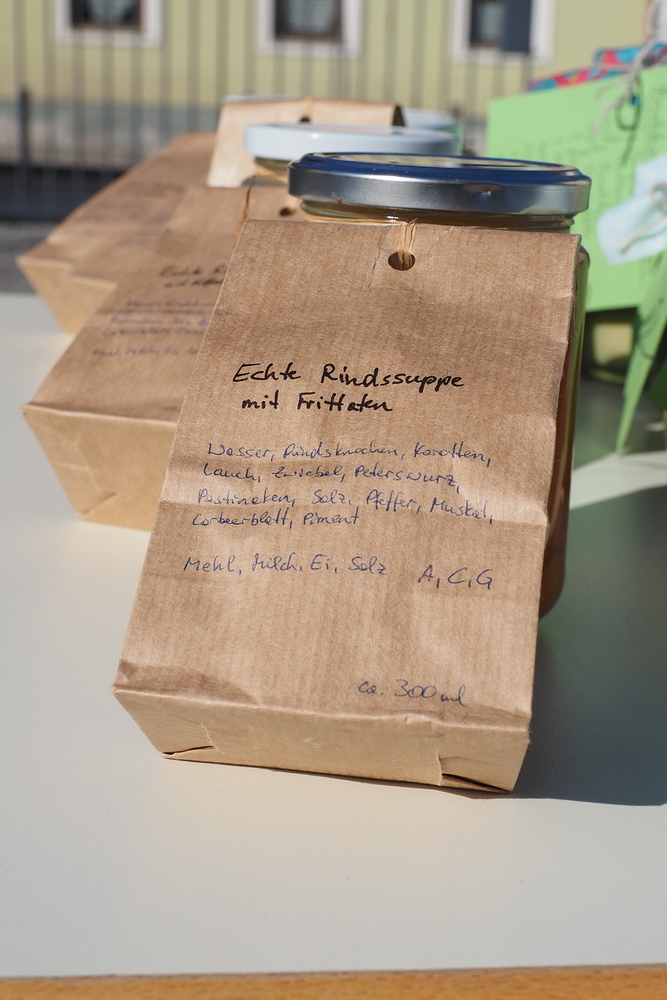 Echte Rindssuppe
mit Frittaten
Wasser, Rindsknochen, Karotten,
Lauch, Zwiebel, Peterswurz,
Pastinaken, Salz, Pfeffer, Muskat,
Lorbeerblatt, Piment
Mehl, Milch, Ei, Salz A, C, G
ca. 300 ml